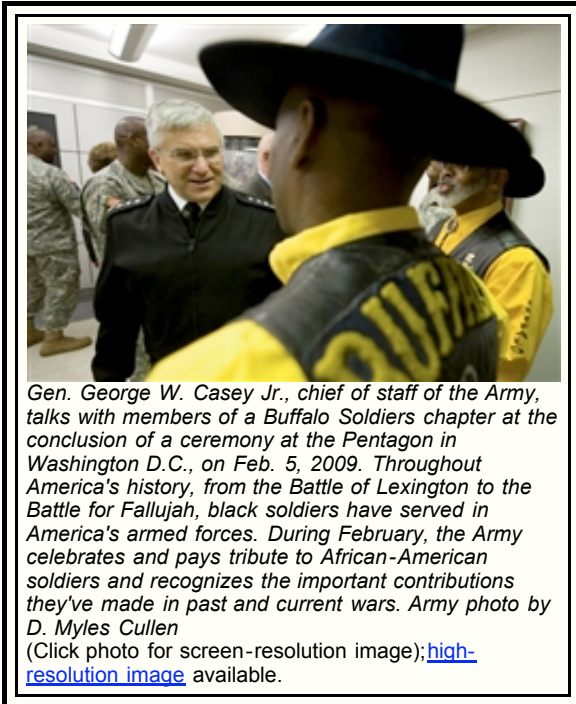 BUFFA
Gen. George W. Casey Jr., chief of staff of the Army,
talks with members of a Buffalo Soldiers chapter at the
conclusion of a ceremony at the Pentagon in
Washington D.C., on Feb. 5, 2009. Throughout
America's history, from the Battle of Lexington to the
Battle for Fallujah, black soldiers have served in
America's armed forces. During February, the Army
celebrates and pays tribute to African-American
soldiers and recognizes the important contributions
they've made in past and current wars. Army photo by
D. Myles Cullen
(Click photo for screen-resolution image);high-
resolution image available.